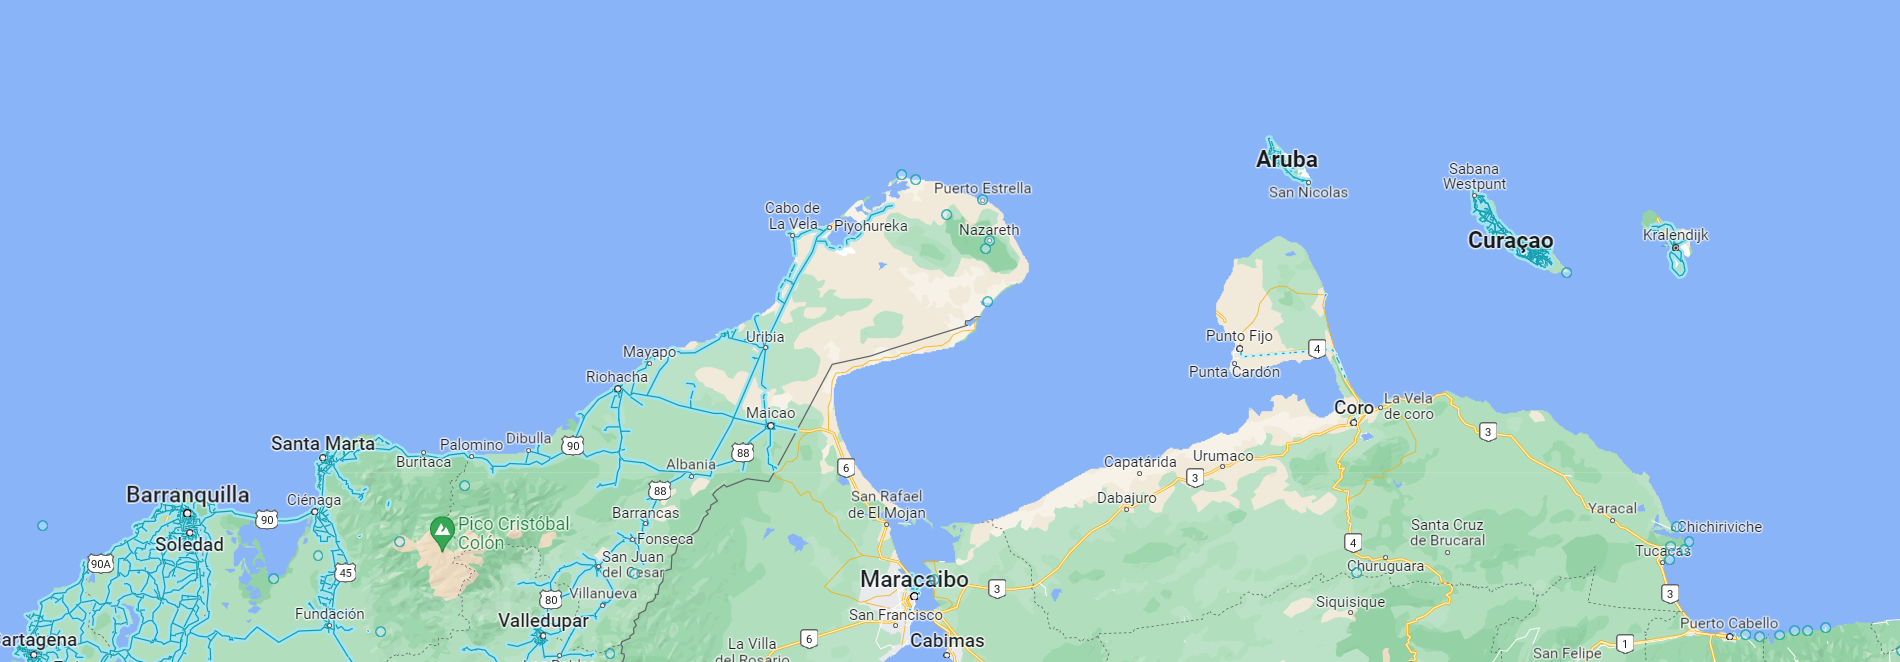 Aruba
San Nicolas
Sabana
Westpunt
Curaçao
Kralendijk
Puerto Estrella
Nazareth
Cabo de
La Vela
Piyohureka
Uribia
Mayapo
Riohacha
Maicao
Albania
88
88
90
90
90A
45
80
Santa Marta
Palomino
Dibulla
Buritaca
Barranquilla
Ciénaga
Soledad
Pico Cristóbal
Colón
Barrancas
Fonseca
San Juan
del Cesar
Villanueva
Valledupar
Fundación
artagena
Punto Fijo
4
Punta Cardón
Coro
La Vela
de coro
3
Capatárida
Urumaco
3
Dabajuro
6
San Rafael
de El Mojan
Maracaibo
3
San Francisco
Cabimas
6
La Villa
del Rosario
Yaracal
Chichiriviche
Tucacas
Santa Cruz
de Brucaral
4
Churuguara
Siquisique
3
Puerto Cabello
1
San Felipe